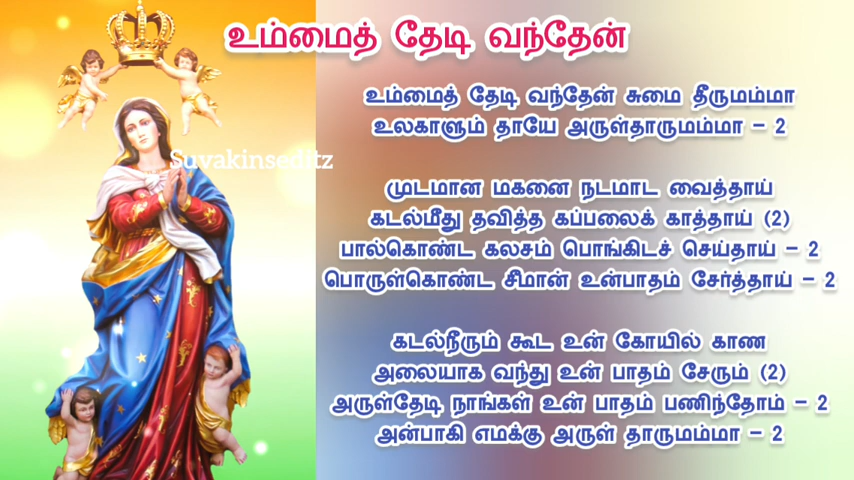 உம்மைத் தேடி வந்தேன்
உம்மைத் தேடி வந்தேன் சுமை தீருமம்மா
உலகாளும் தாயே அருள்தாருமம்மா – 2
Suvakinseditz
முடமான மகனை நடமாட வைத்தாய்
கடல்மீது தவித்த கப்பலைக் காத்தாய் (2)
பால்கொண்ட கலசம் பொங்கிடச் செய்தாய் – 2
பொருள்கொண்ட சீமான் உன்பாதம் சேர்த்தாய் – 2
கடல்நீரும் கூட உன் கோயில் காண
அலையாக வந்து உன் பாதம் சேரும் (2)
அருள்தேடி நாங்கள் உன் பாதம் பணிந்தோம் – 2
அன்பாகி எமக்கு அருள் தாருமம்மா – 2